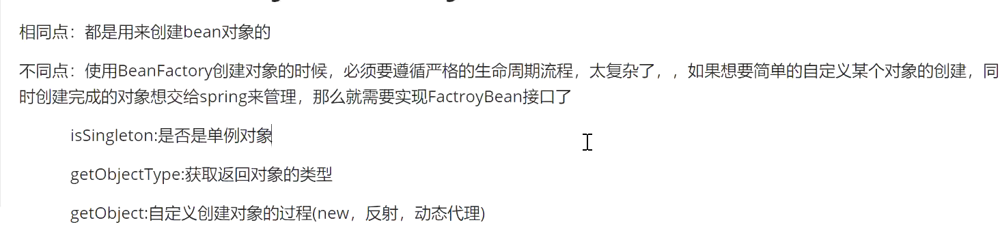 相同点：都是用来创建bean对象的
不同点：使用BeanFactory创建对象的时候，必须要遵循严格的生命周期流程，太复杂了，，如果想要简单的自定义某个对象的创建，同
时创建完成的对象想交给spring来管理，那么就需要实现FactroyBean接口了
isSingleton:是否是单例对象
getObjectType:获取返回对象的类型
getObject:自定义创建对象的过程(new，反射，动态代理)